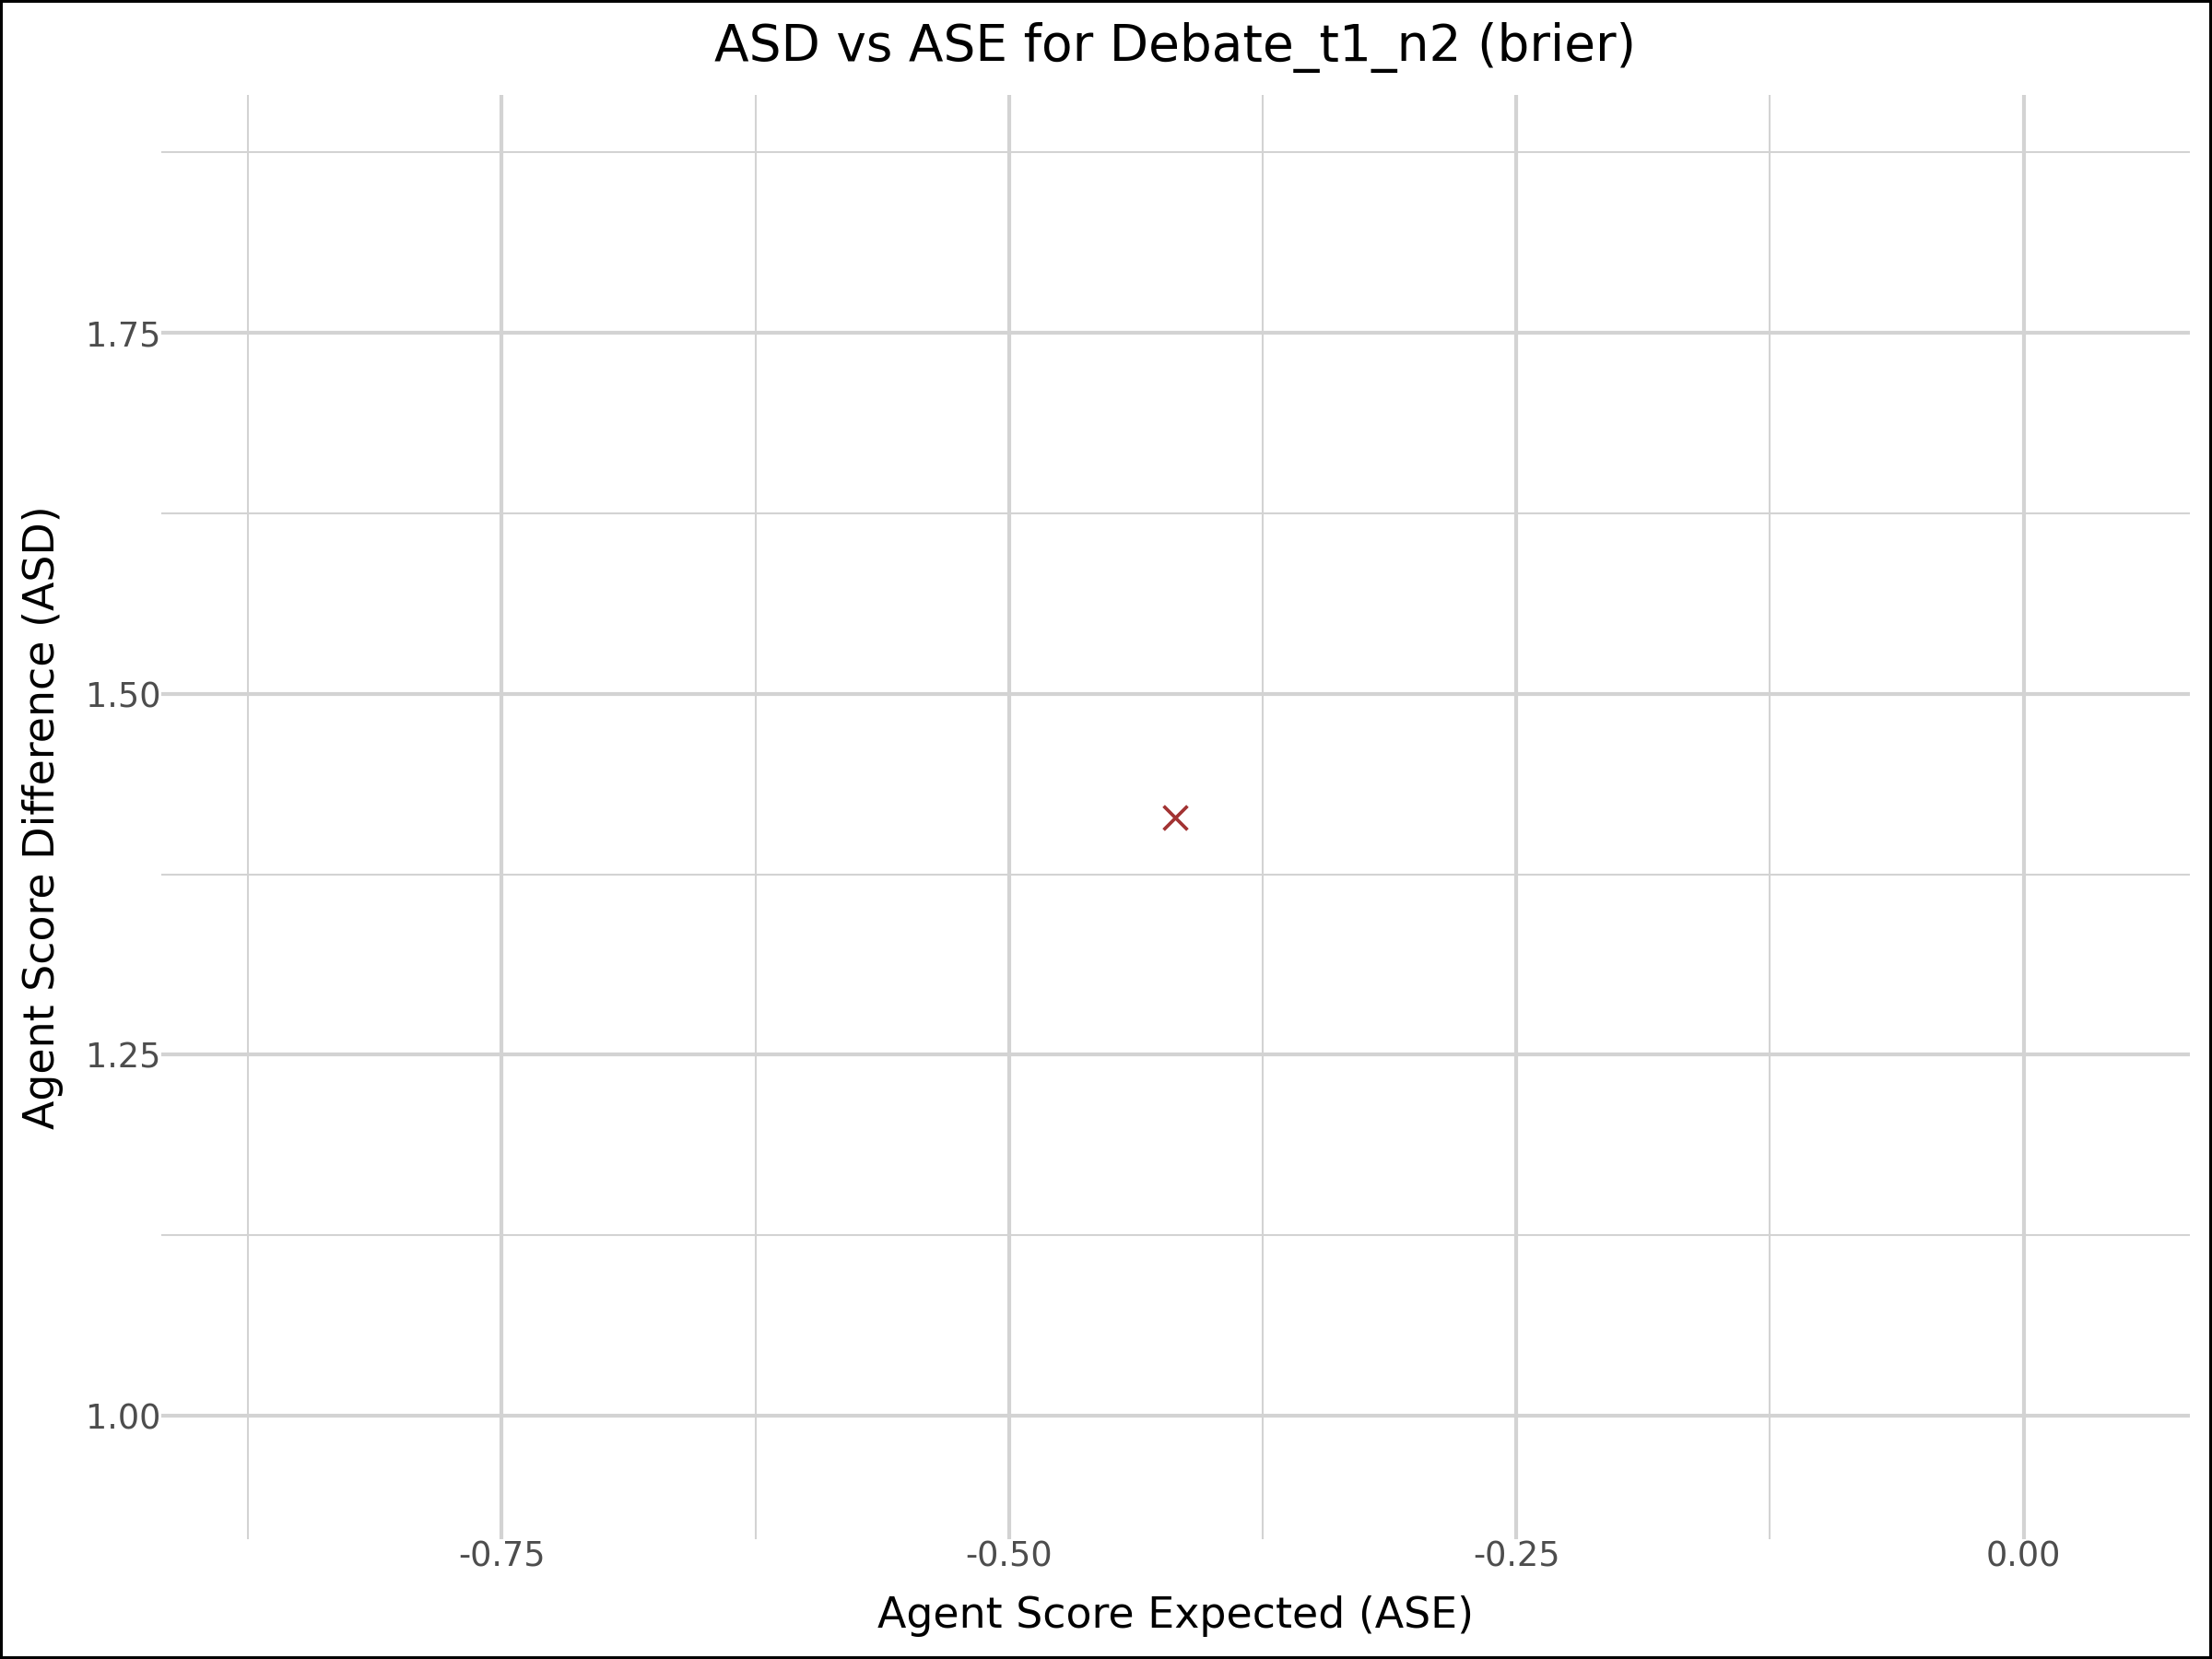 ASD vs ASE for Debate_t1_n2 (brier)
Agent Score Difference (ASD)
1.75
1.50
1.25
1.00
-0.75
-0.50
-0.25
0.00
Agent Score Expected (ASE)